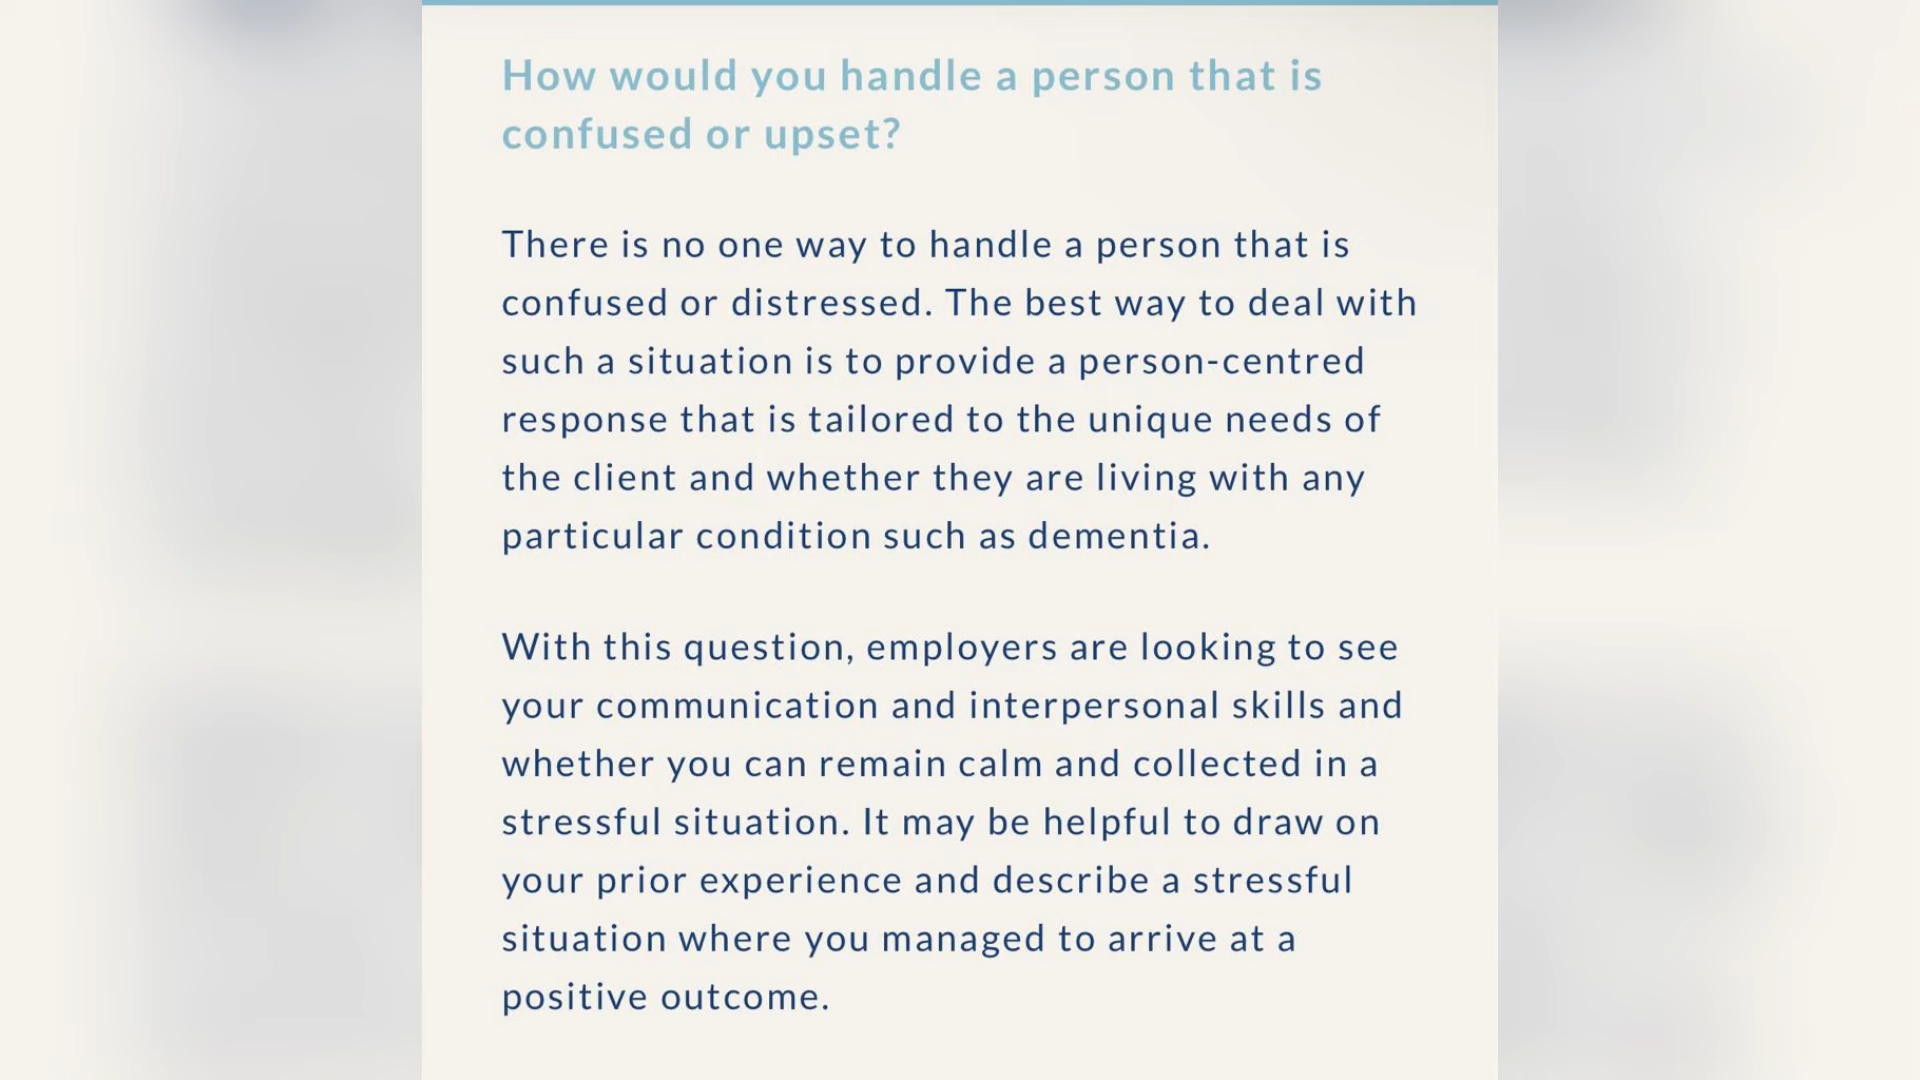 How would you handle a person that is
confused or upset?
There is no one way to handle a person that is
confused or distressed. The best way to deal with
such a situation is to provide a person-centred
response that is tailored to the unique needs of
the client and whether they are living with any
particular condition such as dementia.
With this question, employers are looking to see
your communication and interpersonal skills and
whether you can remain calm and collected in a
stressful situation. It may be helpful to draw on
your prior experience and describe a stressful
situation where you managed to arrive at a
positive outcome.